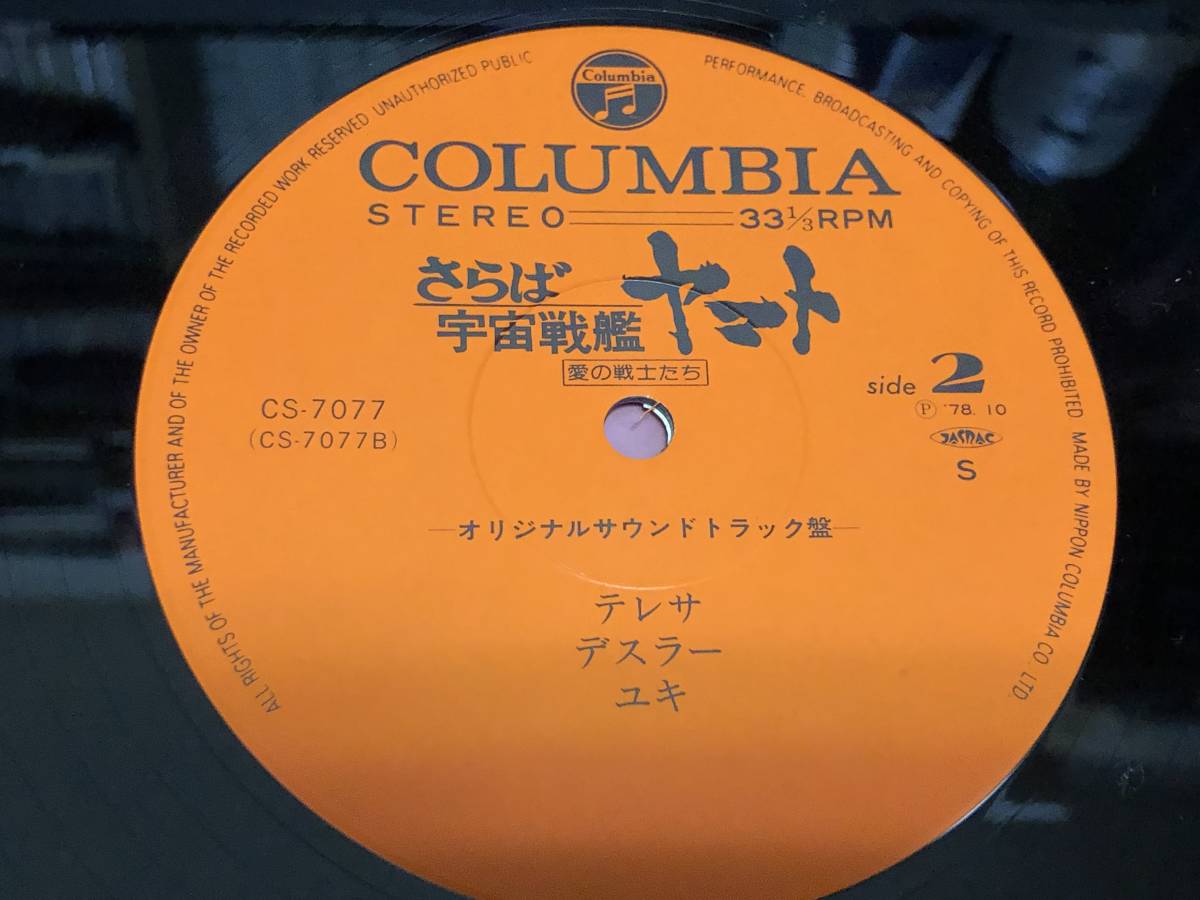 Columbia
COLUMBIA
STEREO 33⅓RPM
さらば
宇宙戦艦
ヤマト
愛の戦士たち
side 2
Ⓟ '78. 10
JASRAC
S
CS-7077
(CS-7077B)
オリジナルサウンドトラック盤
テレサ
デスラー
ユキ
ALL RIGHTS OF THE MANUFACTURER AND OF THE OWNER OF THE RECORDED WORK RESERVED UNAUTHORIZED PUBLIC PERFORMANCE. BROADCASTING AND COPYING OF THIS RECORD PROHIBITED MADE BY NIPPON COLUMBIA CO. LTD.